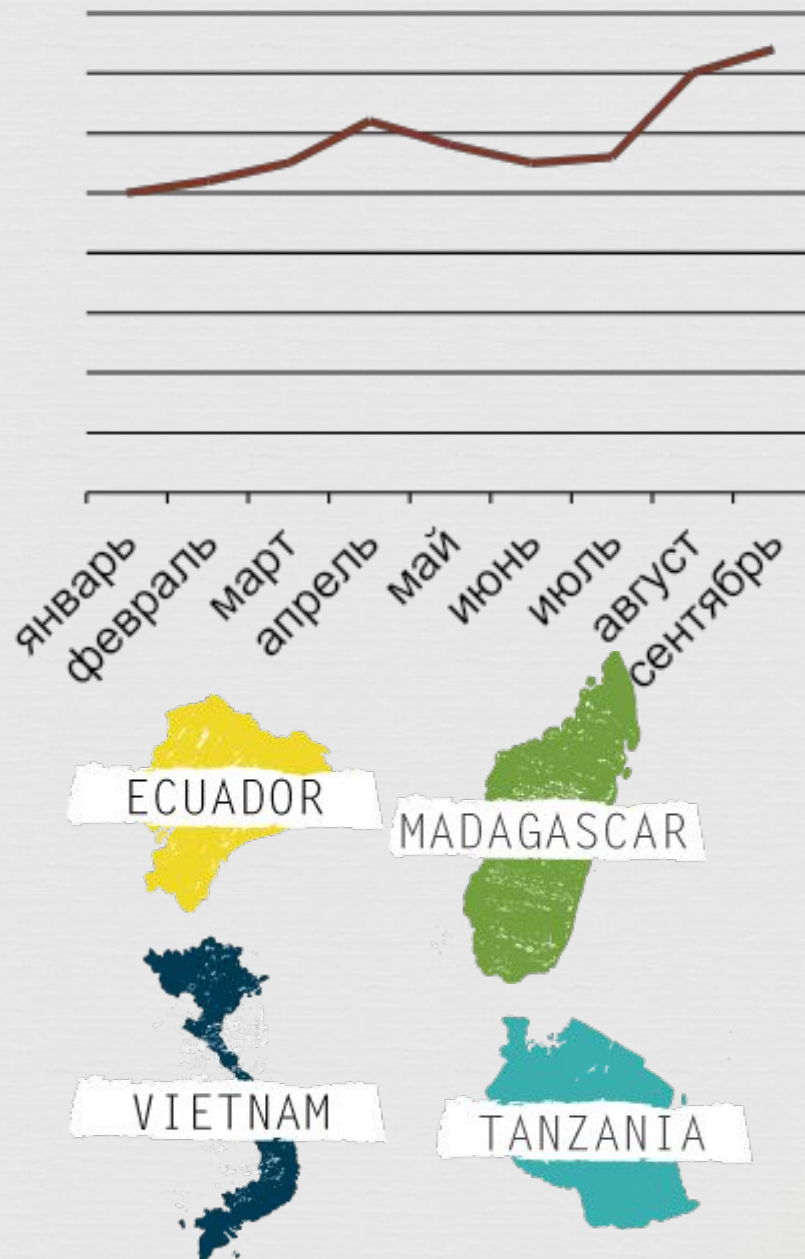 январь
февраль
март
апрель
май
июнь
июль
август
сентябрь
ECUADOR
MADAGASCAR
VIETNAM
TANZANIA